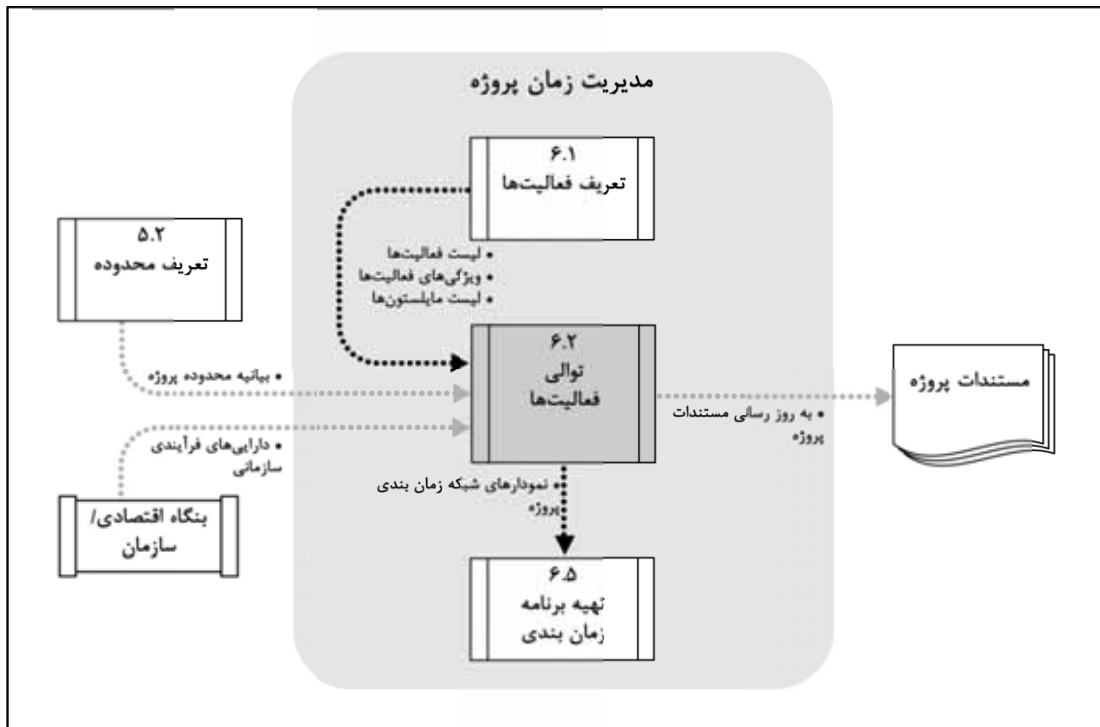 مدیریت زمان پروژه
۶.۱
تعریف فعالیت‌ها
• لیست فعالیت‌ها
• ویژگی‌های فعالیت‌ها
• لیست مایلستون‌ها
۵.۲
تعریف محدوده
• بیانیه محدوده پروژه
• دارایی‌های فرآیندی
سازمانی
بنگاه اقتصادی/
سازمان
۶.۲
توالی
فعالیت‌ها
• به روز رسانی مستندات
پروژه
مستندات پروژه
• نمودارهای شبکه زمان بندی
پروژه
۶.۵
تهیه برنامه
زمان بندی